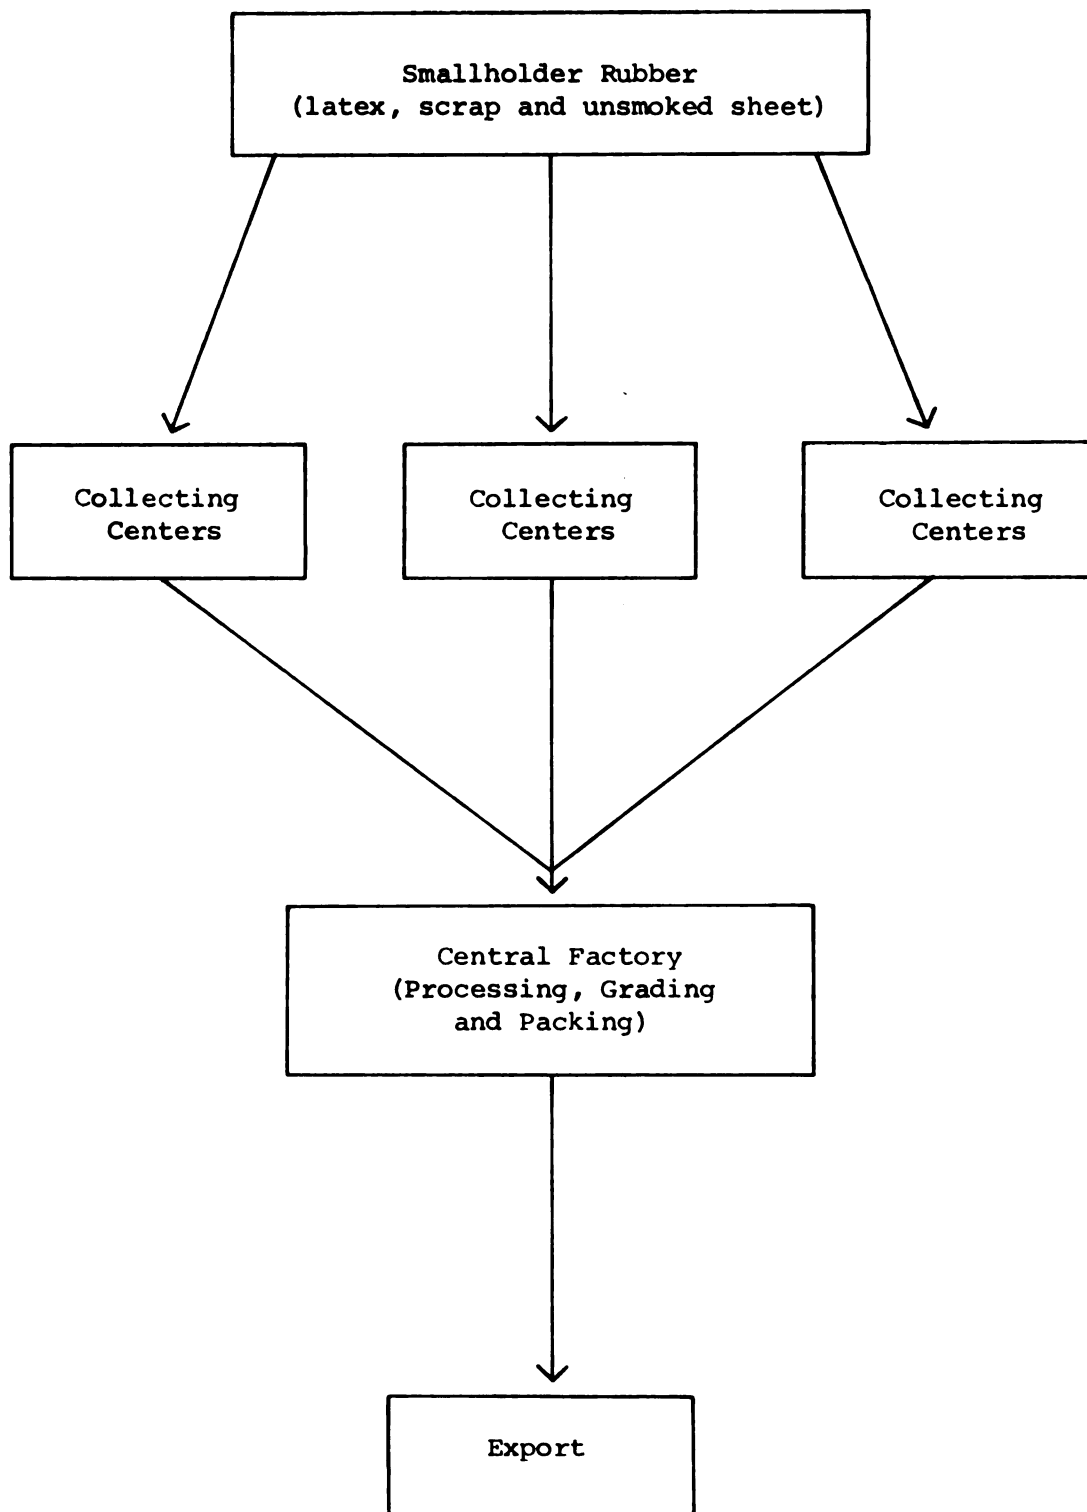 Smallholder Rubber
(latex, scrap and unsmoked sheet)
Collecting
Centers
Collecting
Centers
Collecting
Centers
Central Factory
(Processing, Grading
and Packing)
Export